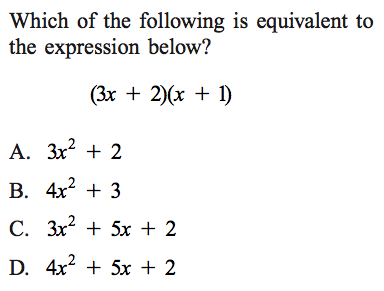 Which of the following is equivalent to
the expression below?
(3x + 2)(x + 1)
A. 3x² + 2
B. 4x² + 3
C. 3x² + 5x + 2
D. 4x² + 5x + 2